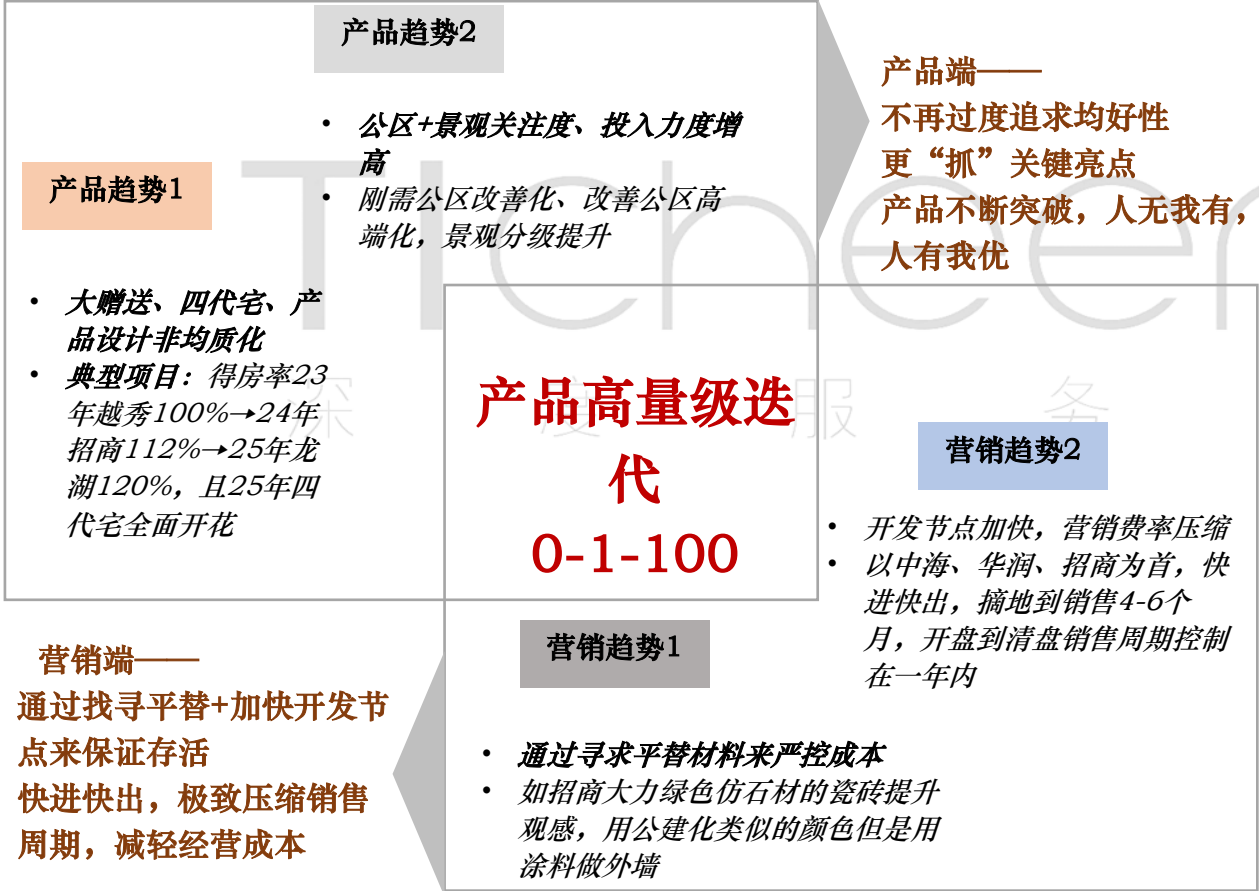 产品趋势2
• 公区+景观关注度、投入力度增
高
• 刚需公区改善化、改善公区高
端化，景观分级提升
产品趋势1
• 大赠送、四代宅、产
品设计非均质化
• 典型项目：得房率23
年越秀100%→24年
招商112%→25年龙
湖120%，且25年四
代宅全面开花
产品端——
不再过度追求均好性
更“抓”关键亮点
产品不断突破，人无我有，
人有我优
产品高量级迭
代
0-1-100
营销趋势2
• 开发节点加快，营销费率压缩
• 以中海、华润、招商为首，快
进快出，摘地到销售4-6个
月，开盘到清盘销售周期控制
在一年内
营销趋势1
• 通过寻求平替材料来严控成本
• 如招商大力绿色仿石材的瓷砖提升
观感，用公建化类似的颜色但是用
涂料做外墙
营销端——
通过找寻平替+加快开发节
点来保证存活
快进快出，极致压缩销售
周期，减轻经营成本
TICheer
深度服务